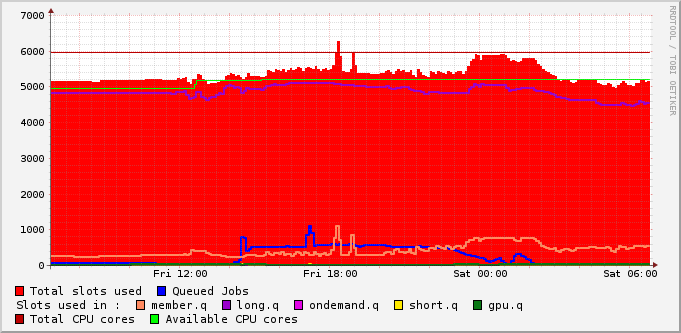 7000
6000
5000
4000
3000
2000
1000
0
Fri 12:00 Fri 18:00 Sat 00:00 Sat 06:00
Total slots used Queued Jobs
Slots used in : member.q long.q ondemand.q short.q gpu.q
Total CPU cores Available CPU cores
RRDTOOL / TOBI OETIKER